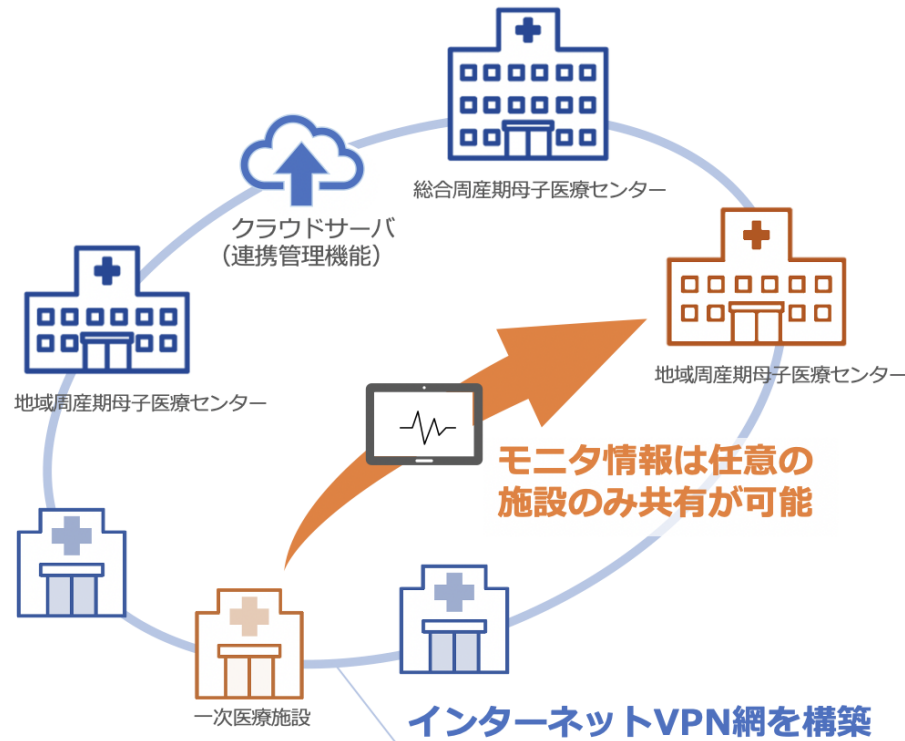 総合周産期母子医療センター
クラウドサーバ
（連携管理機能）
地域周産期母子医療センター
地域周産期母子医療センター
モニタ情報は任意の
施設のみ共有が可能
一次医療施設
インターネットVPN網を構築